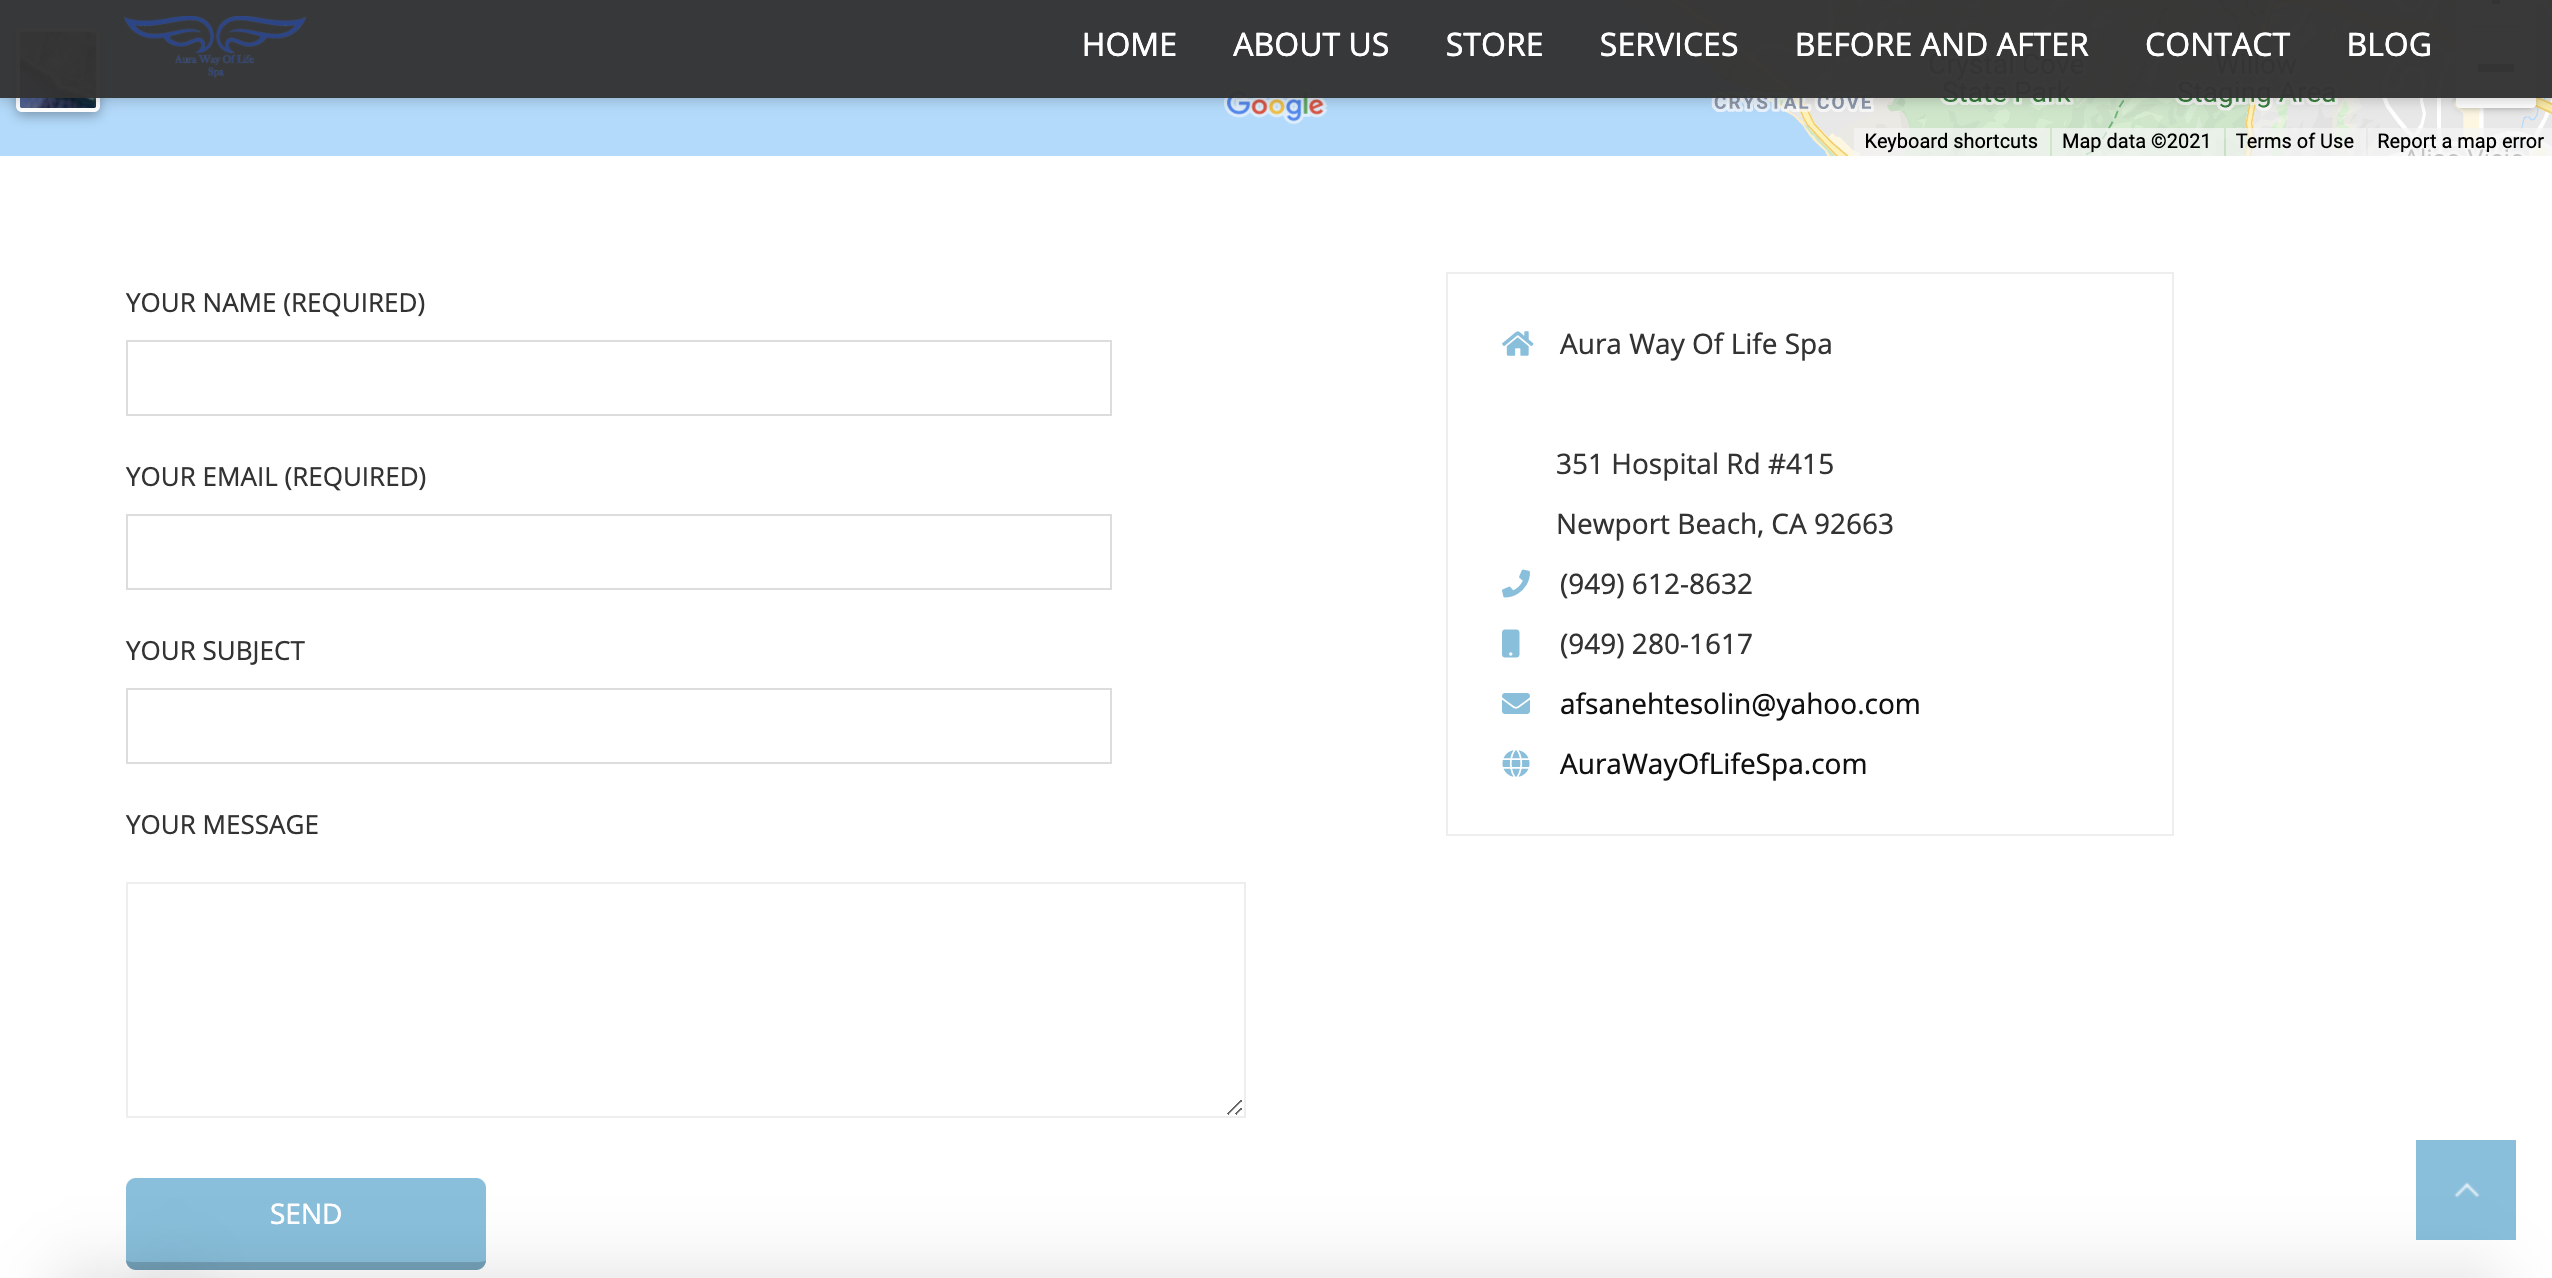 Aura Way Of Life
Spa
HOME ABOUT US STORE SERVICES BEFORE AND AFTER CONTACT BLOG
Crystal Cove
State Park
Willow
Staging Area
Google
CRYSTAL COVE
Keyboard shortcuts Map data ©2021 Terms of Use Report a map error
YOUR NAME (REQUIRED)
YOUR EMAIL (REQUIRED)
YOUR SUBJECT
YOUR MESSAGE
SEND
Aura Way Of Life Spa
351 Hospital Rd #415
Newport Beach, CA 92663
(949) 612-8632
(949) 280-1617
afsanehtesolin@yahoo.com
AuraWayOfLifeSpa.com